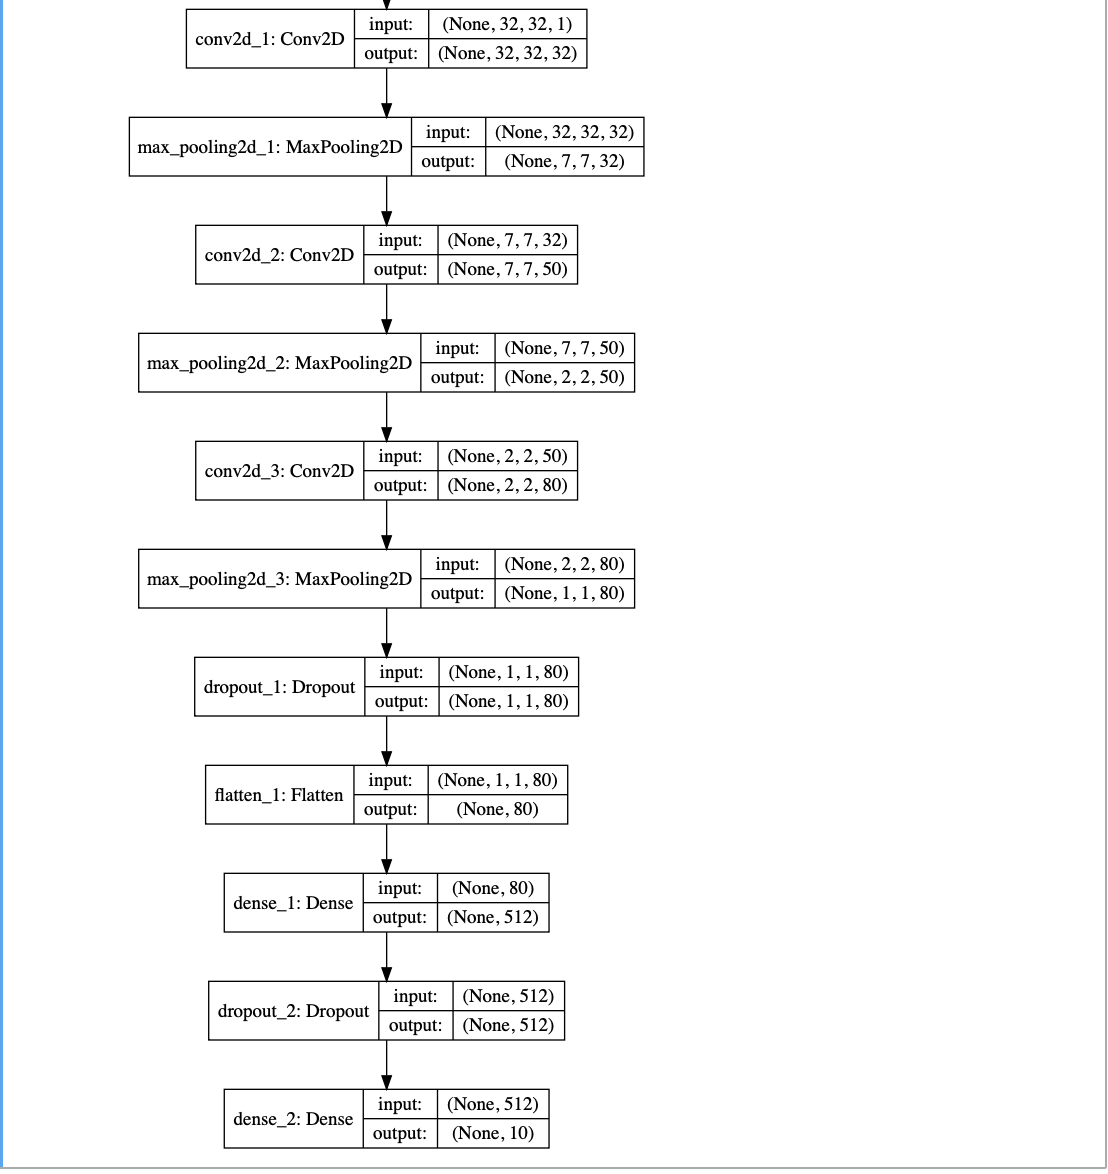 conv2d_1: Conv2D
input: (None, 32, 32, 1)
output: (None, 32, 32, 32)
max_pooling2d_1: MaxPooling2D
input: (None, 32, 32, 32)
output: (None, 7, 7, 32)
conv2d_2: Conv2D
input: (None, 7, 7, 32)
output: (None, 7, 7, 50)
max_pooling2d_2: MaxPooling2D
input: (None, 7, 7, 50)
output: (None, 2, 2, 50)
conv2d_3: Conv2D
input: (None, 2, 2, 50)
output: (None, 2, 2, 80)
max_pooling2d_3: MaxPooling2D
input: (None, 2, 2, 80)
output: (None, 1, 1, 80)
dropout_1: Dropout
input: (None, 1, 1, 80)
output: (None, 1, 1, 80)
flatten_1: Flatten
input: (None, 1, 1, 80)
output: (None, 80)
dense_1: Dense
input: (None, 80)
output: (None, 512)
dropout_2: Dropout
input: (None, 512)
output: (None, 512)
dense_2: Dense
input: (None, 512)
output: (None, 10)